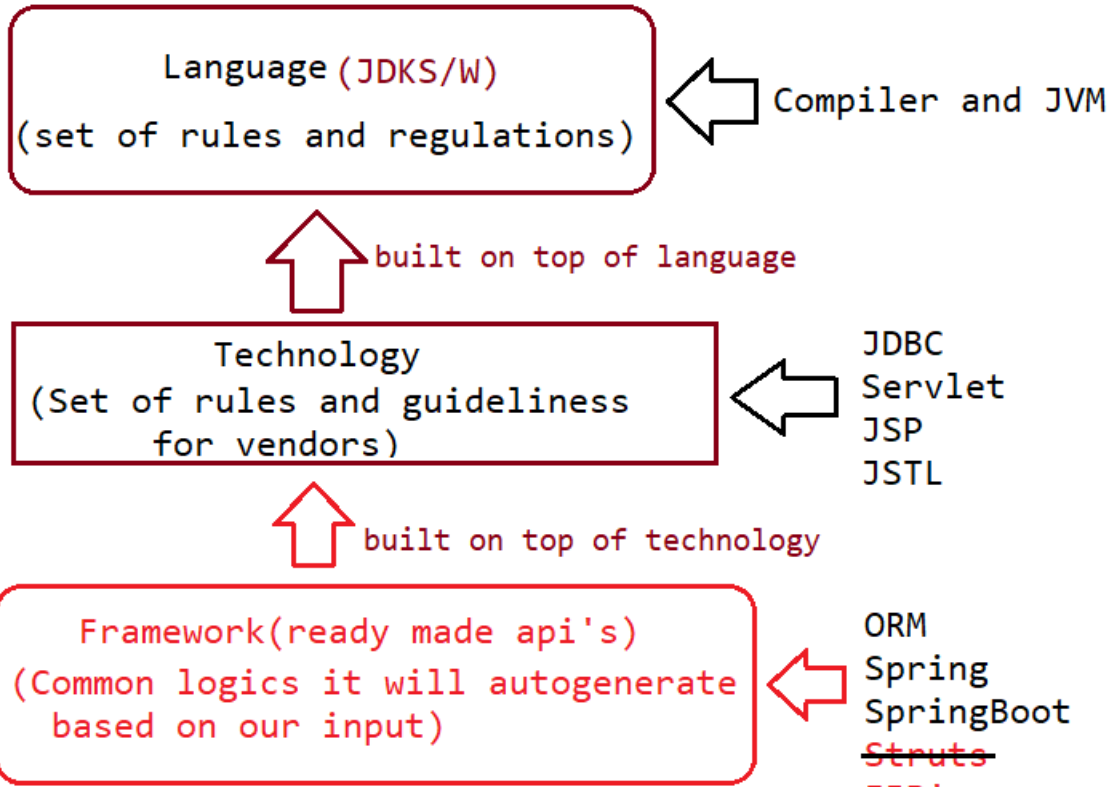 Language (JDKS/W)
(set of rules and regulations)
Compiler and JVM
built on top of language
Technology
(Set of rules and guideliness
for vendors)
JDBC
Servlet
JSP
JSTL
built on top of technology
Framework(ready made api's)
(Common logics it will autogenerate
based on our input)
ORM
Spring
SpringBoot
Struts